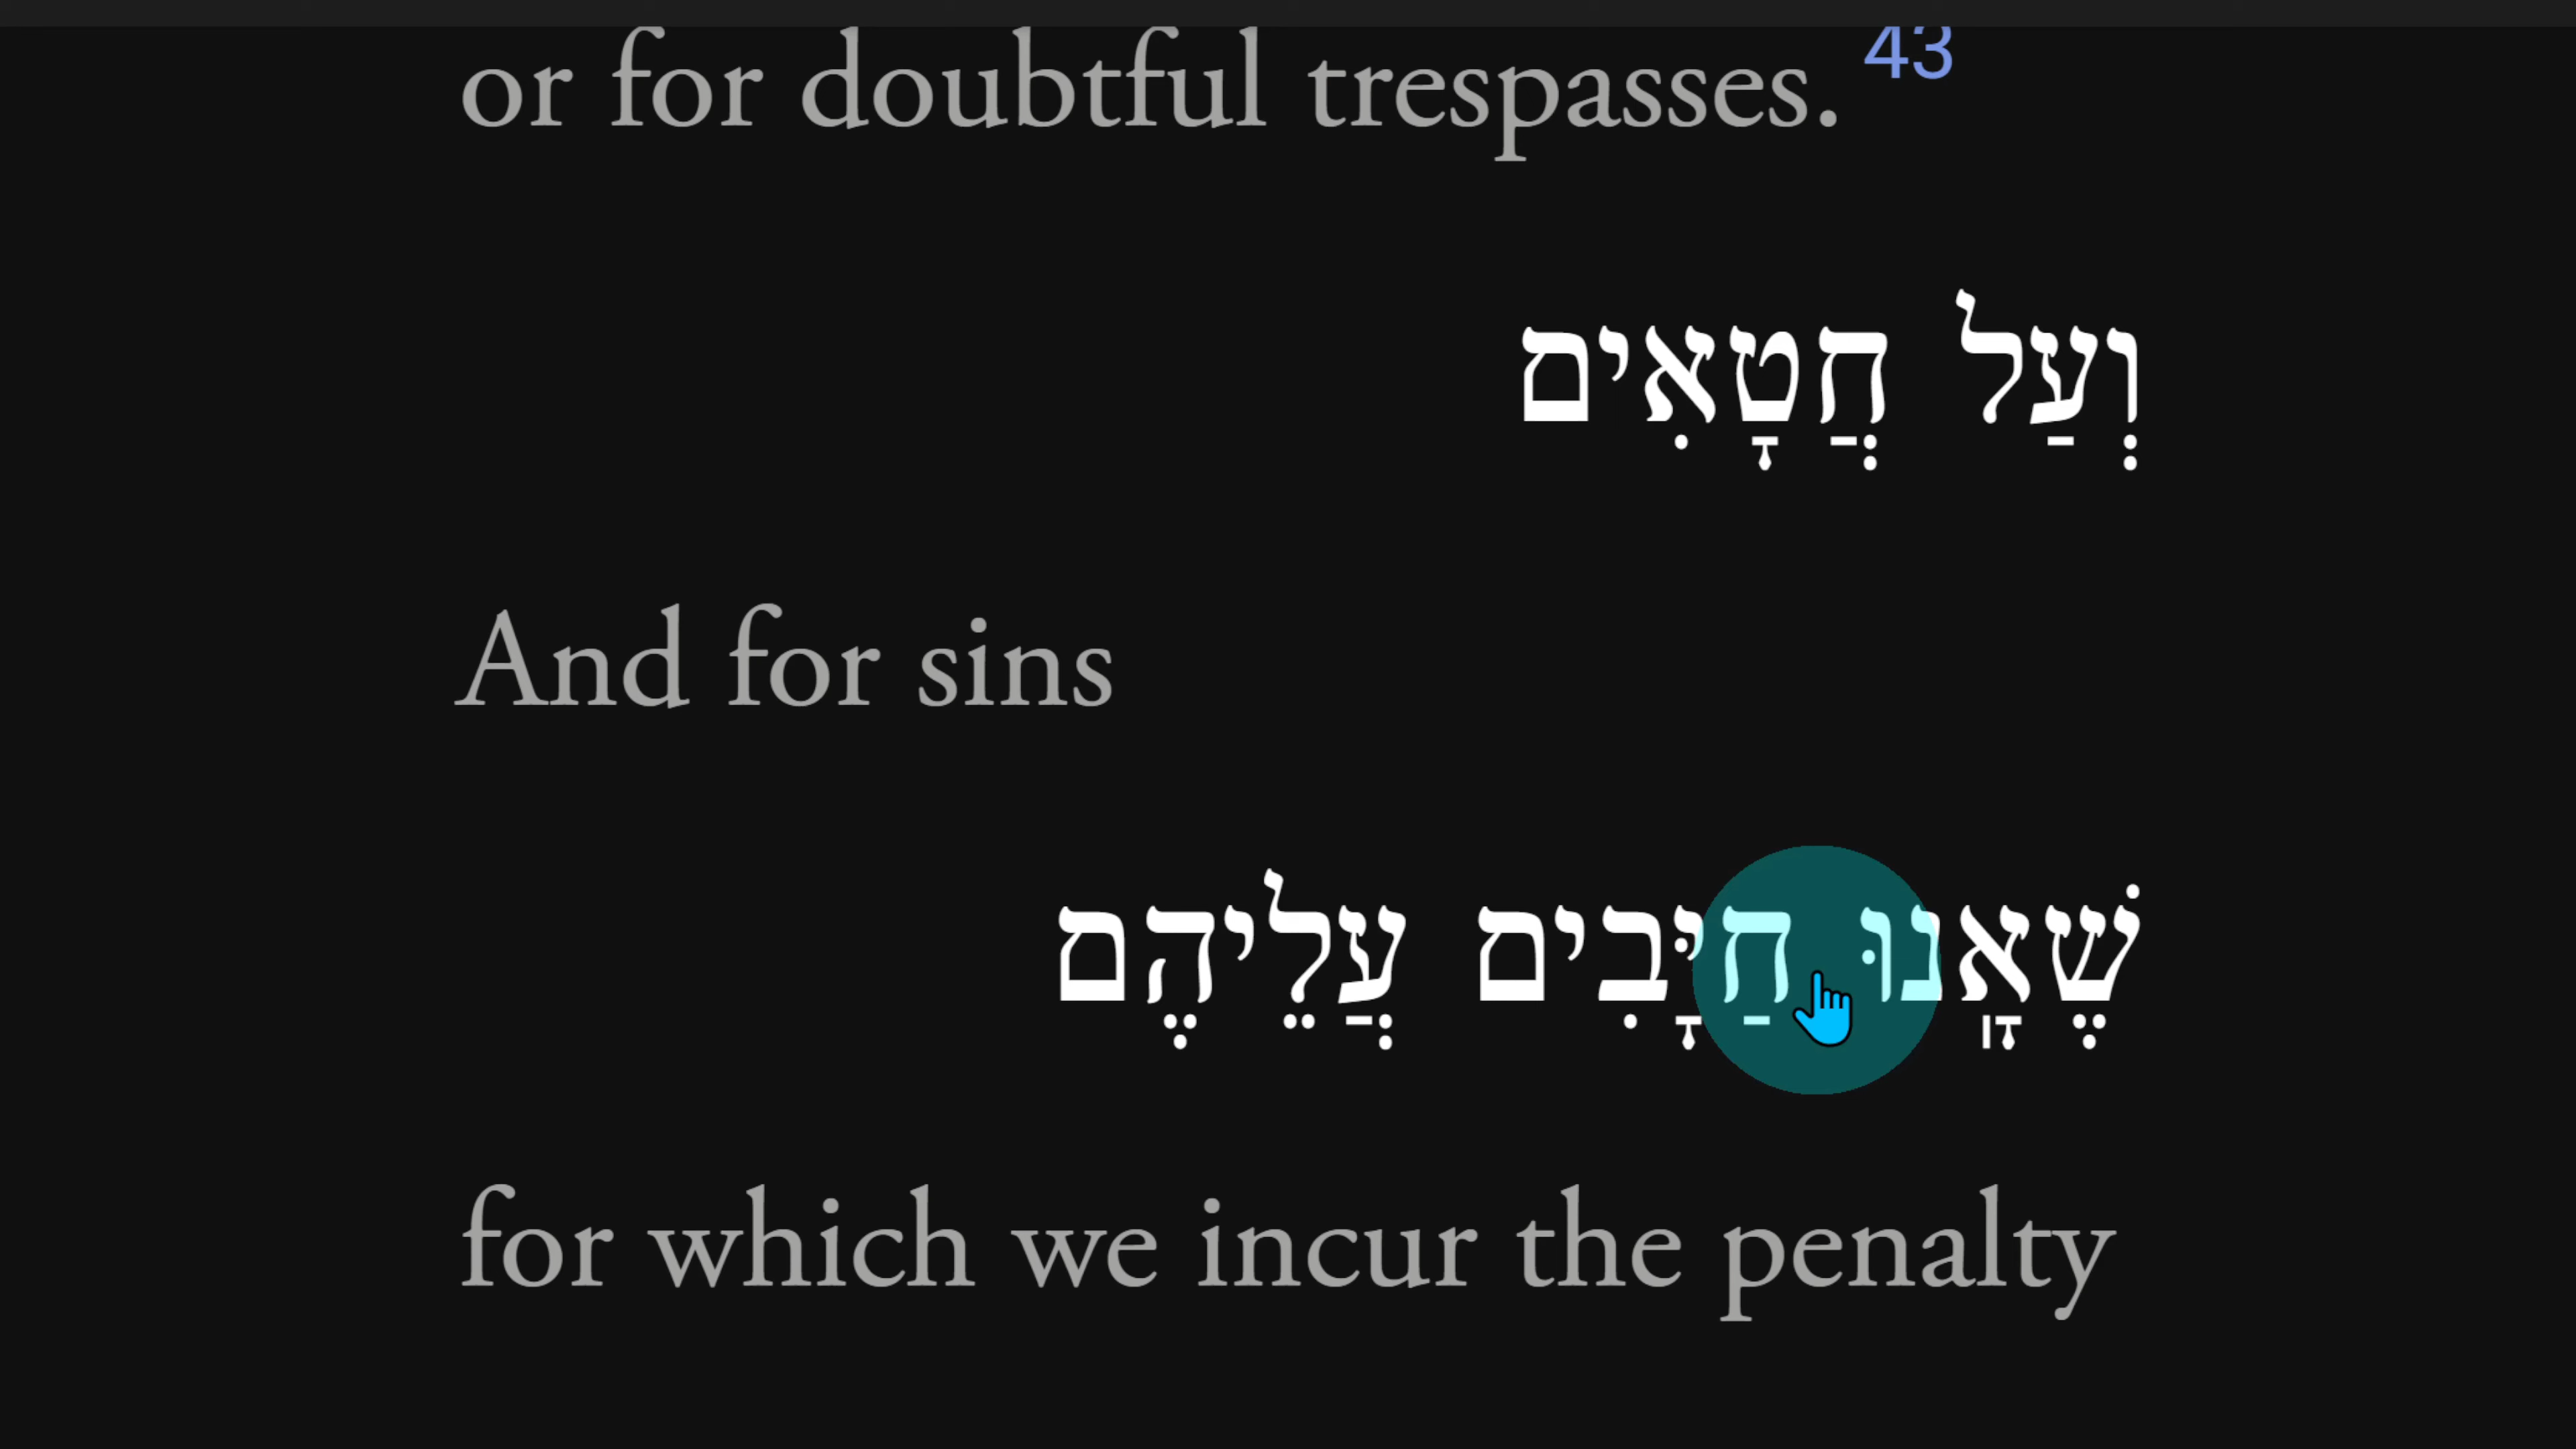 or for doubtful trespasses. 43
וְעַל חֲטָאִים
And for sins
שֶׁאָֽנוּ חַיָּבִים עֲלֵיהֶם
for which we incur the penalty